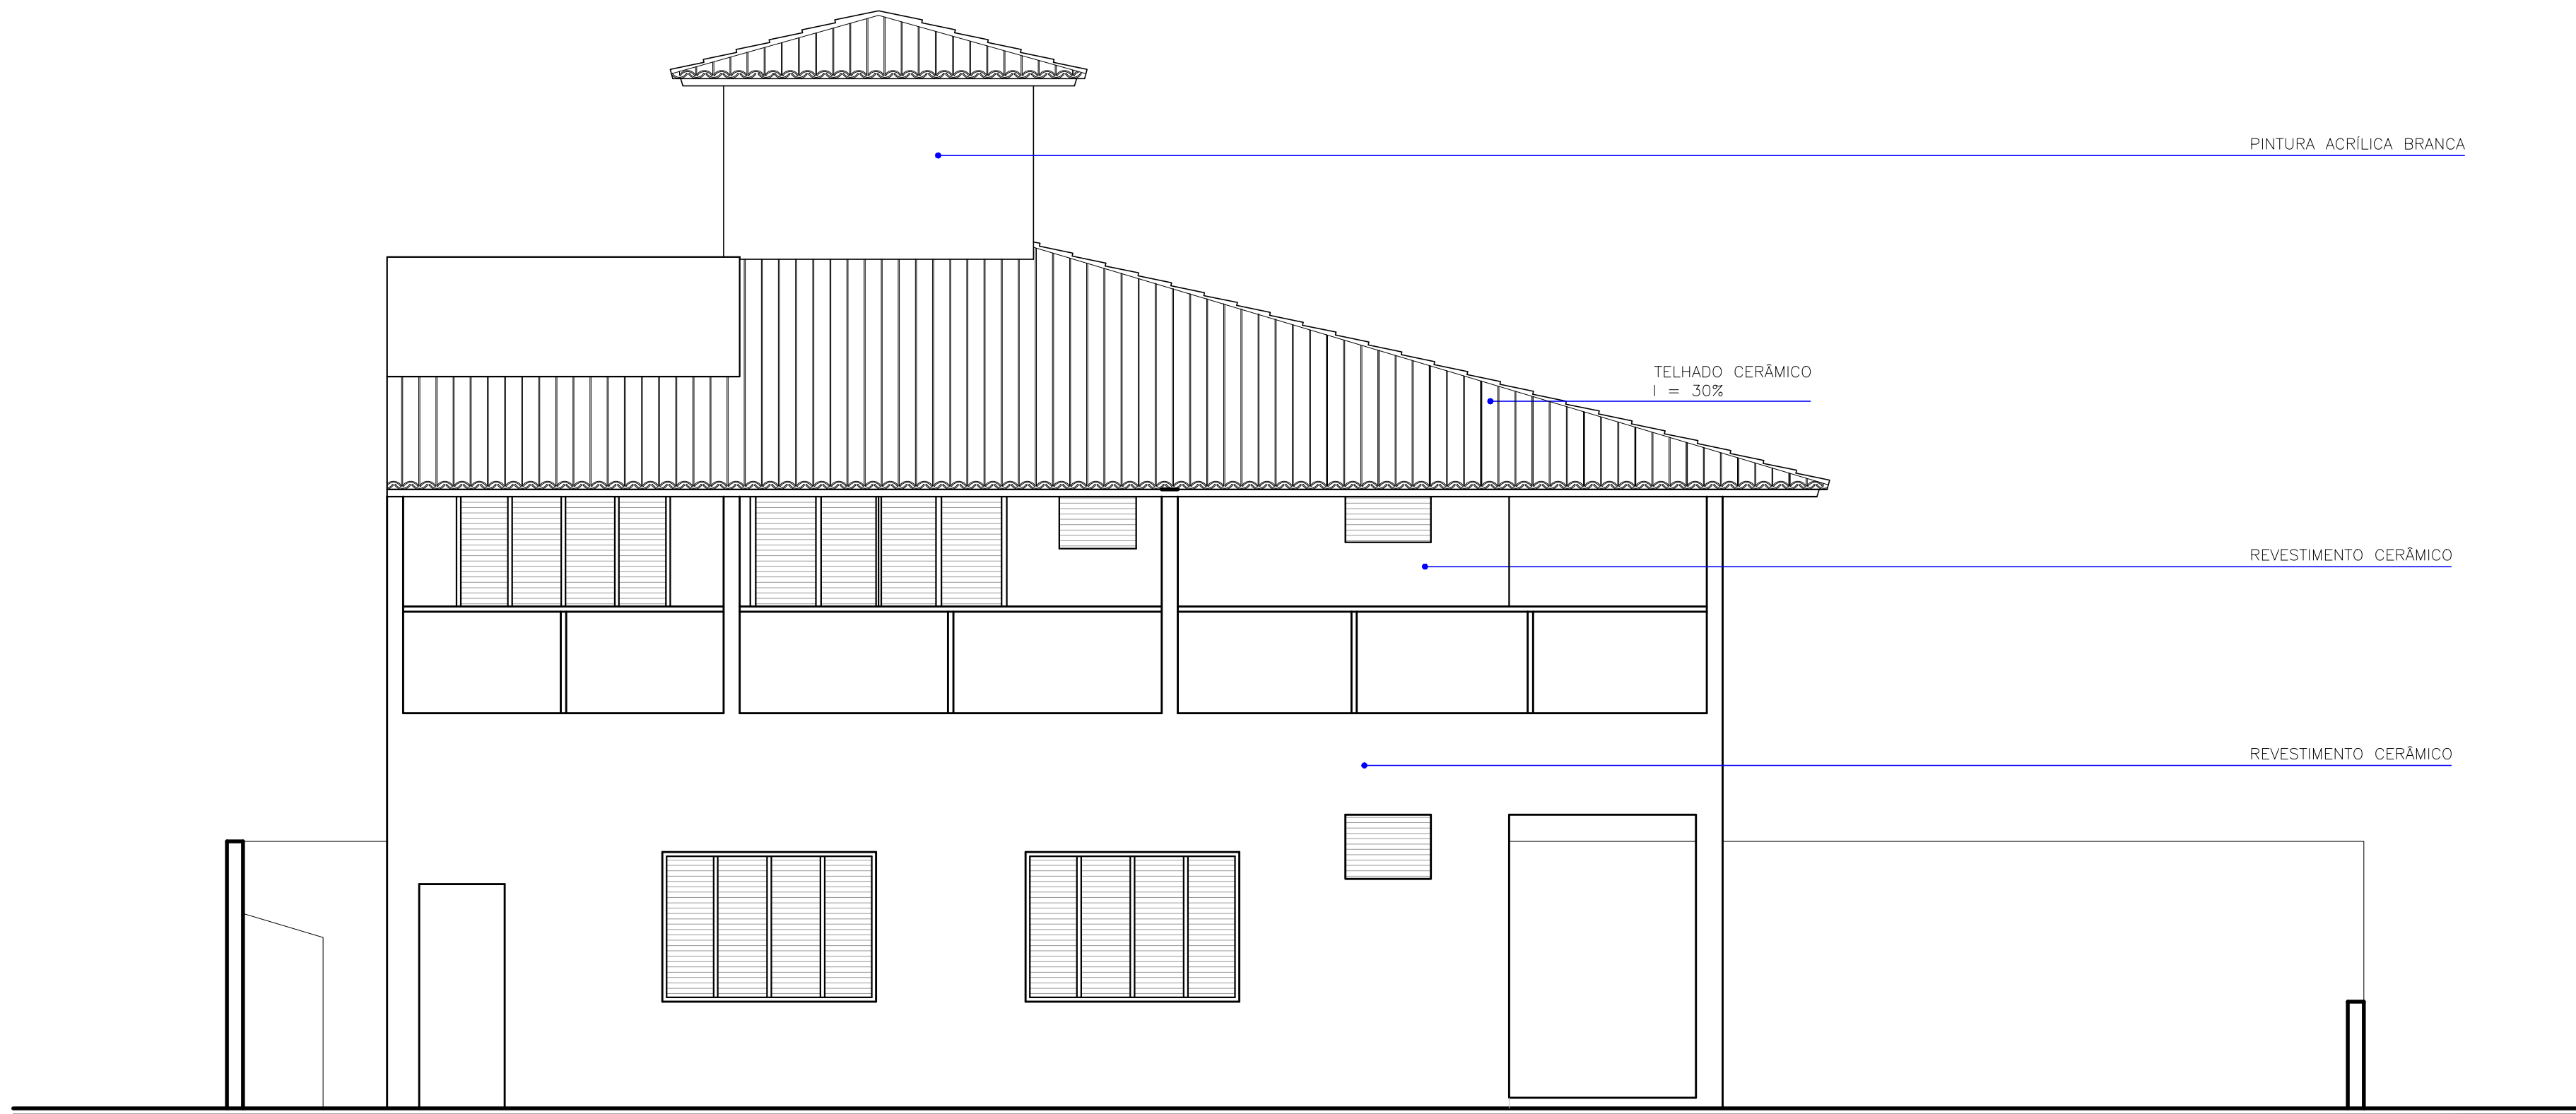 PINTURA ACRÍLICA BRANCA
TELHADO CERÂMICO
I = 30%
REVESTIMENTO CERÂMICO
REVESTIMENTO CERÂMICO